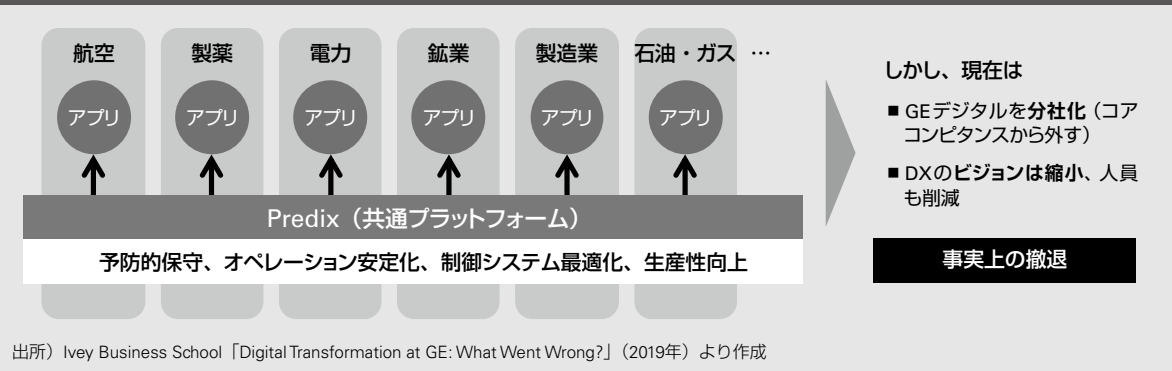 航空 製薬 電力 鉱業 製造業 石油・ガス …
アプリ アプリ アプリ アプリ アプリ アプリ
Predix（共通プラットフォーム）
予防的保守、オペレーション安定化、制御システム最適化、生産性向上
しかし、現在は
■ GEデジタルを分社化（コア
コンピタンスから外す）
■ DXのビジョンは縮小、人員
も削減
事実上の撤退
出所）Ivey Business School「Digital Transformation at GE: What Went Wrong?」（2019年）より作成